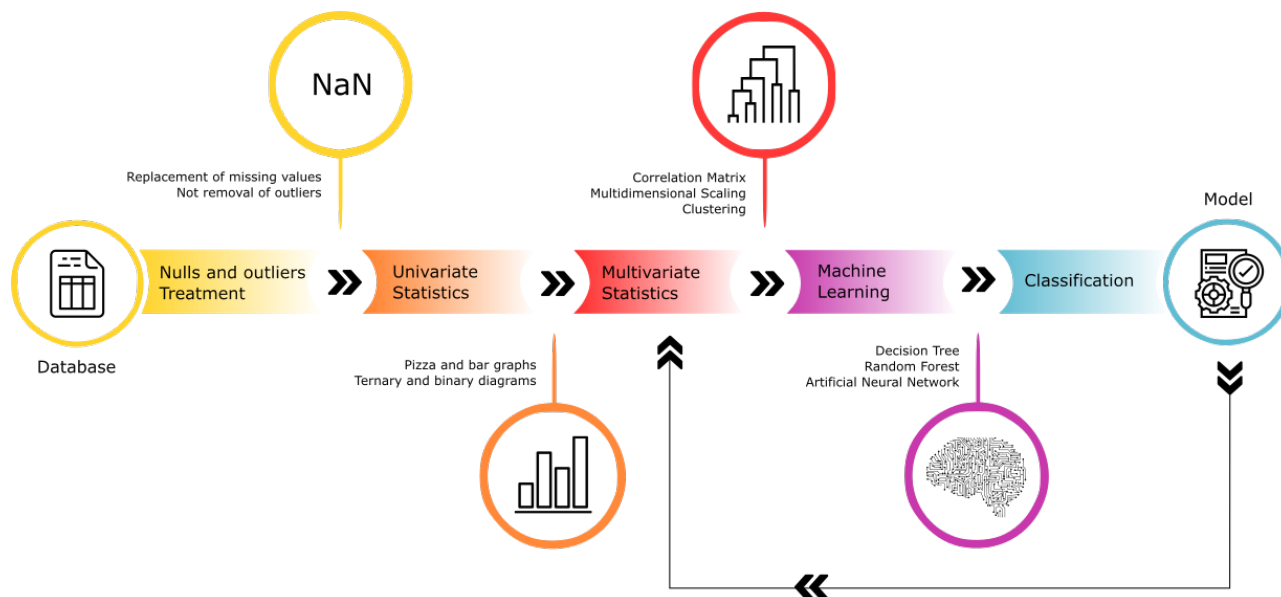 NaN
Replacement of missing values
Not removal of outliers
Correlation Matrix
Multidimensional Scaling
Clustering
Model
Nulls and outliers
Treatment
Univariate
Statistics
Multivariate
Statistics
Machine
Learning
Classification
Database
Pizza and bar graphs
Ternary and binary diagrams
Decision Tree
Random Forest
Artificial Neural Network